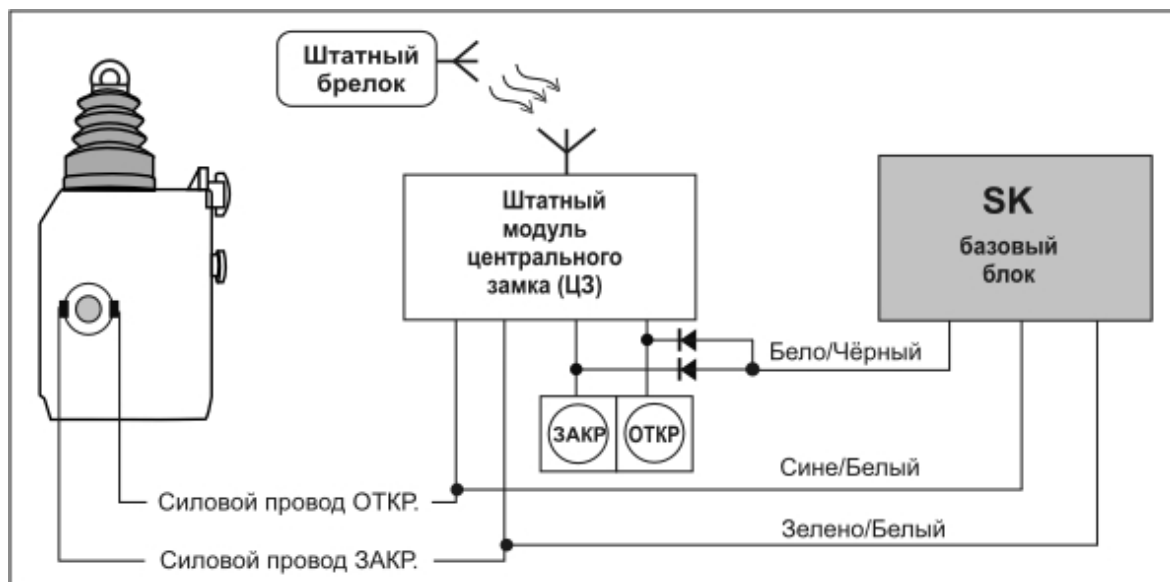 Штатный
брелок
Штатный
модуль
центрального
замка (ЦЗ)
SK
базовый
блок
Бело/Чёрный
ЗАКР
ОТКР
Сине/Белый
Силовой провод ОТКР.
Зелено/Белый
Силовой провод ЗАКР.